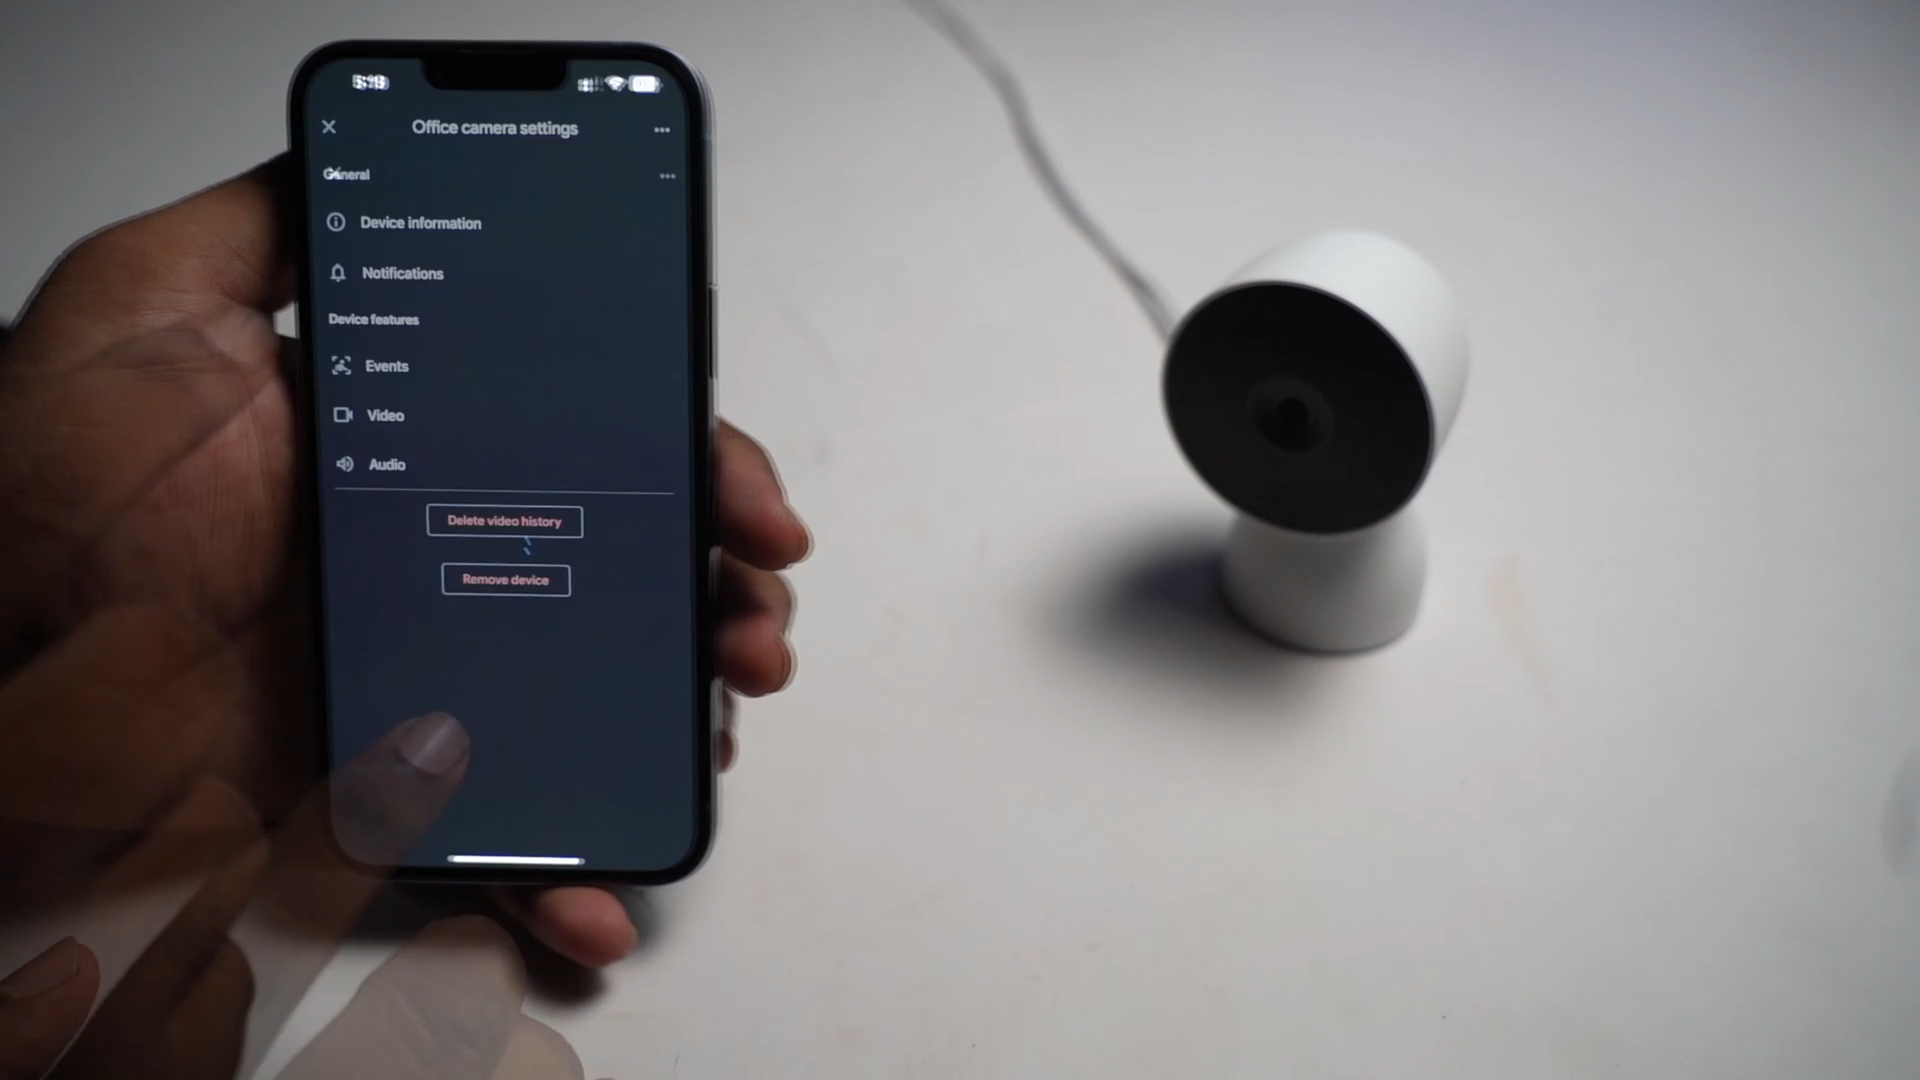 Office camera settings
General
Device information
Notifications
Device features
Events
Video
Audio
Delete video history
Remove device